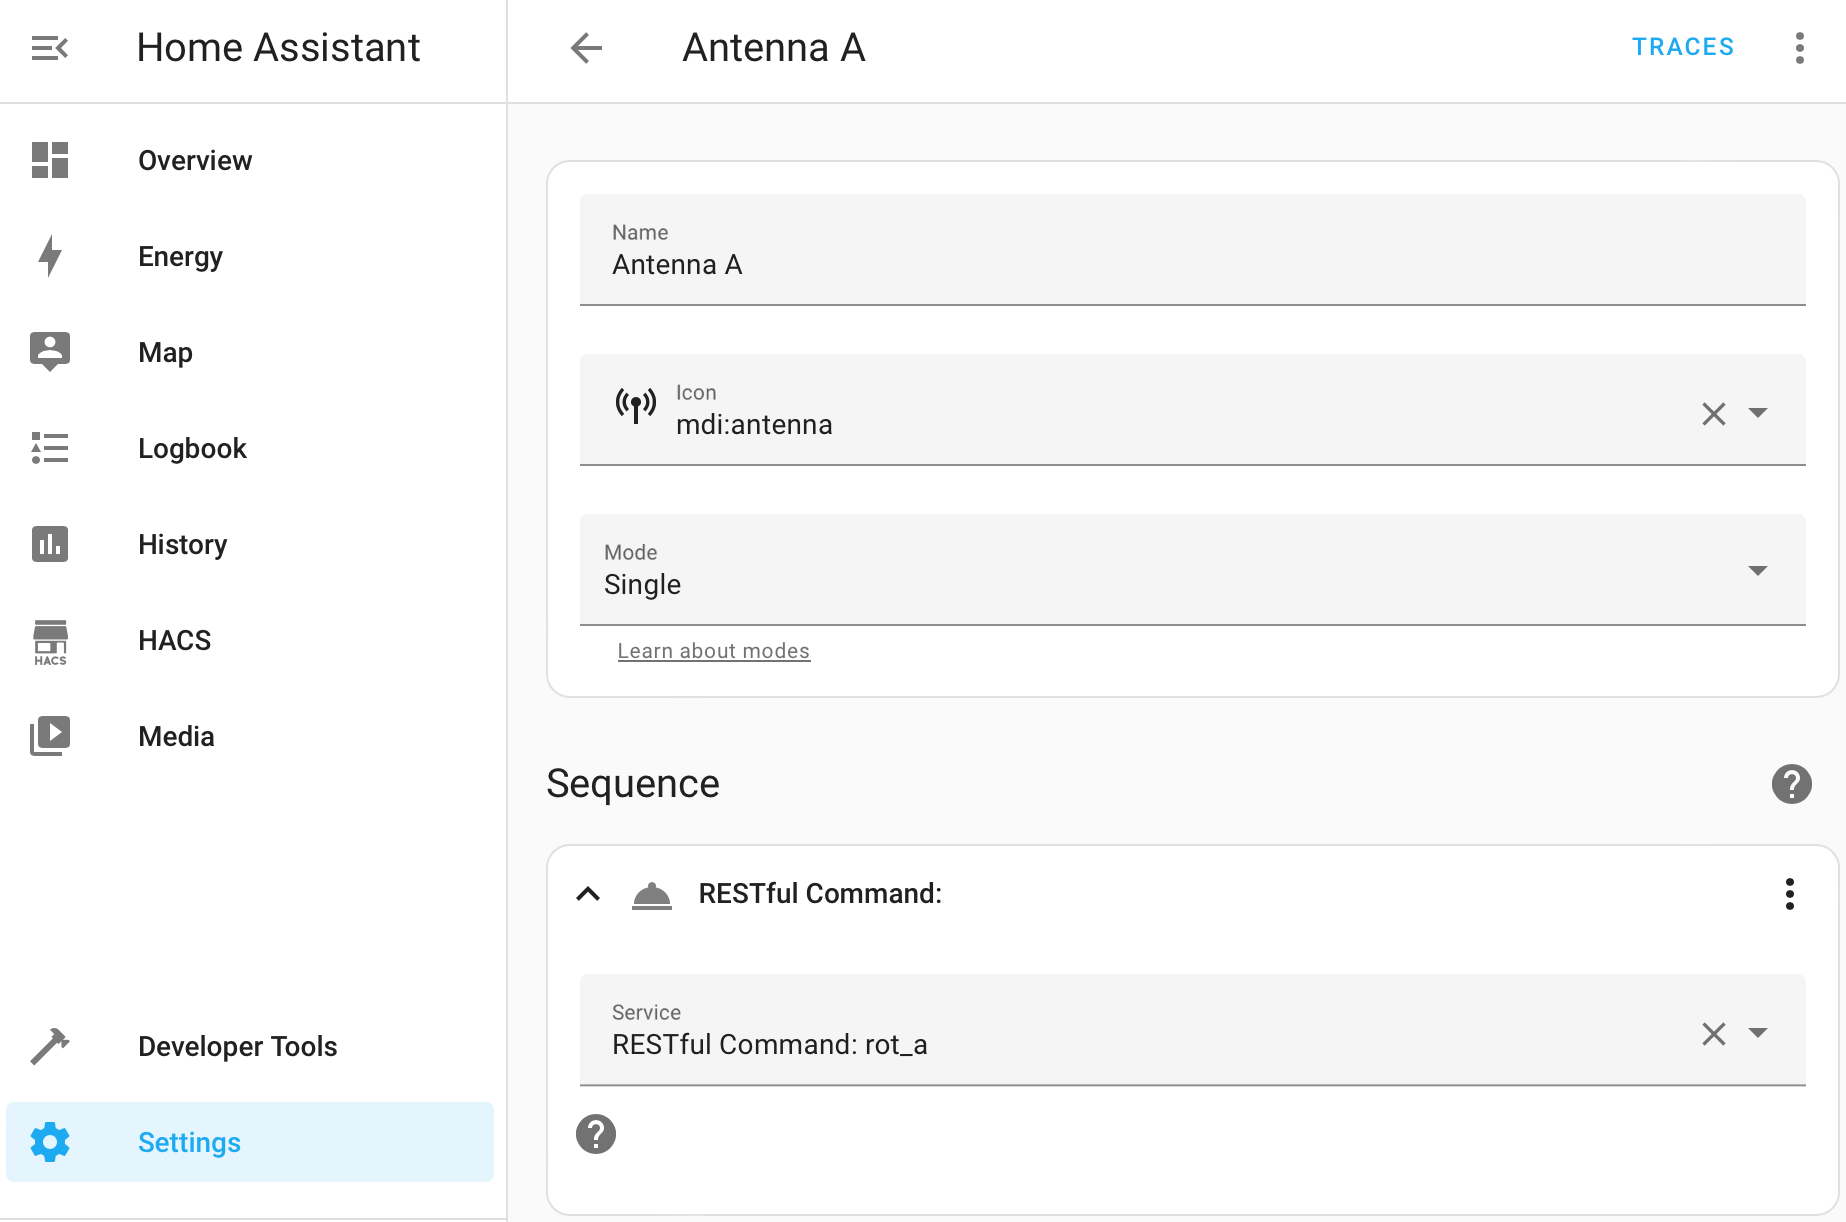 Home Assistant
Overview
Energy
Map
Logbook
History
HACS
HACS
Media
Developer Tools
Settings
Antenna A
TRACES
Name
Antenna A
Icon
mdi:antenna
Mode
Single
Learn about modes
Sequence
RESTful Command:
Service
RESTful Command: rot_a